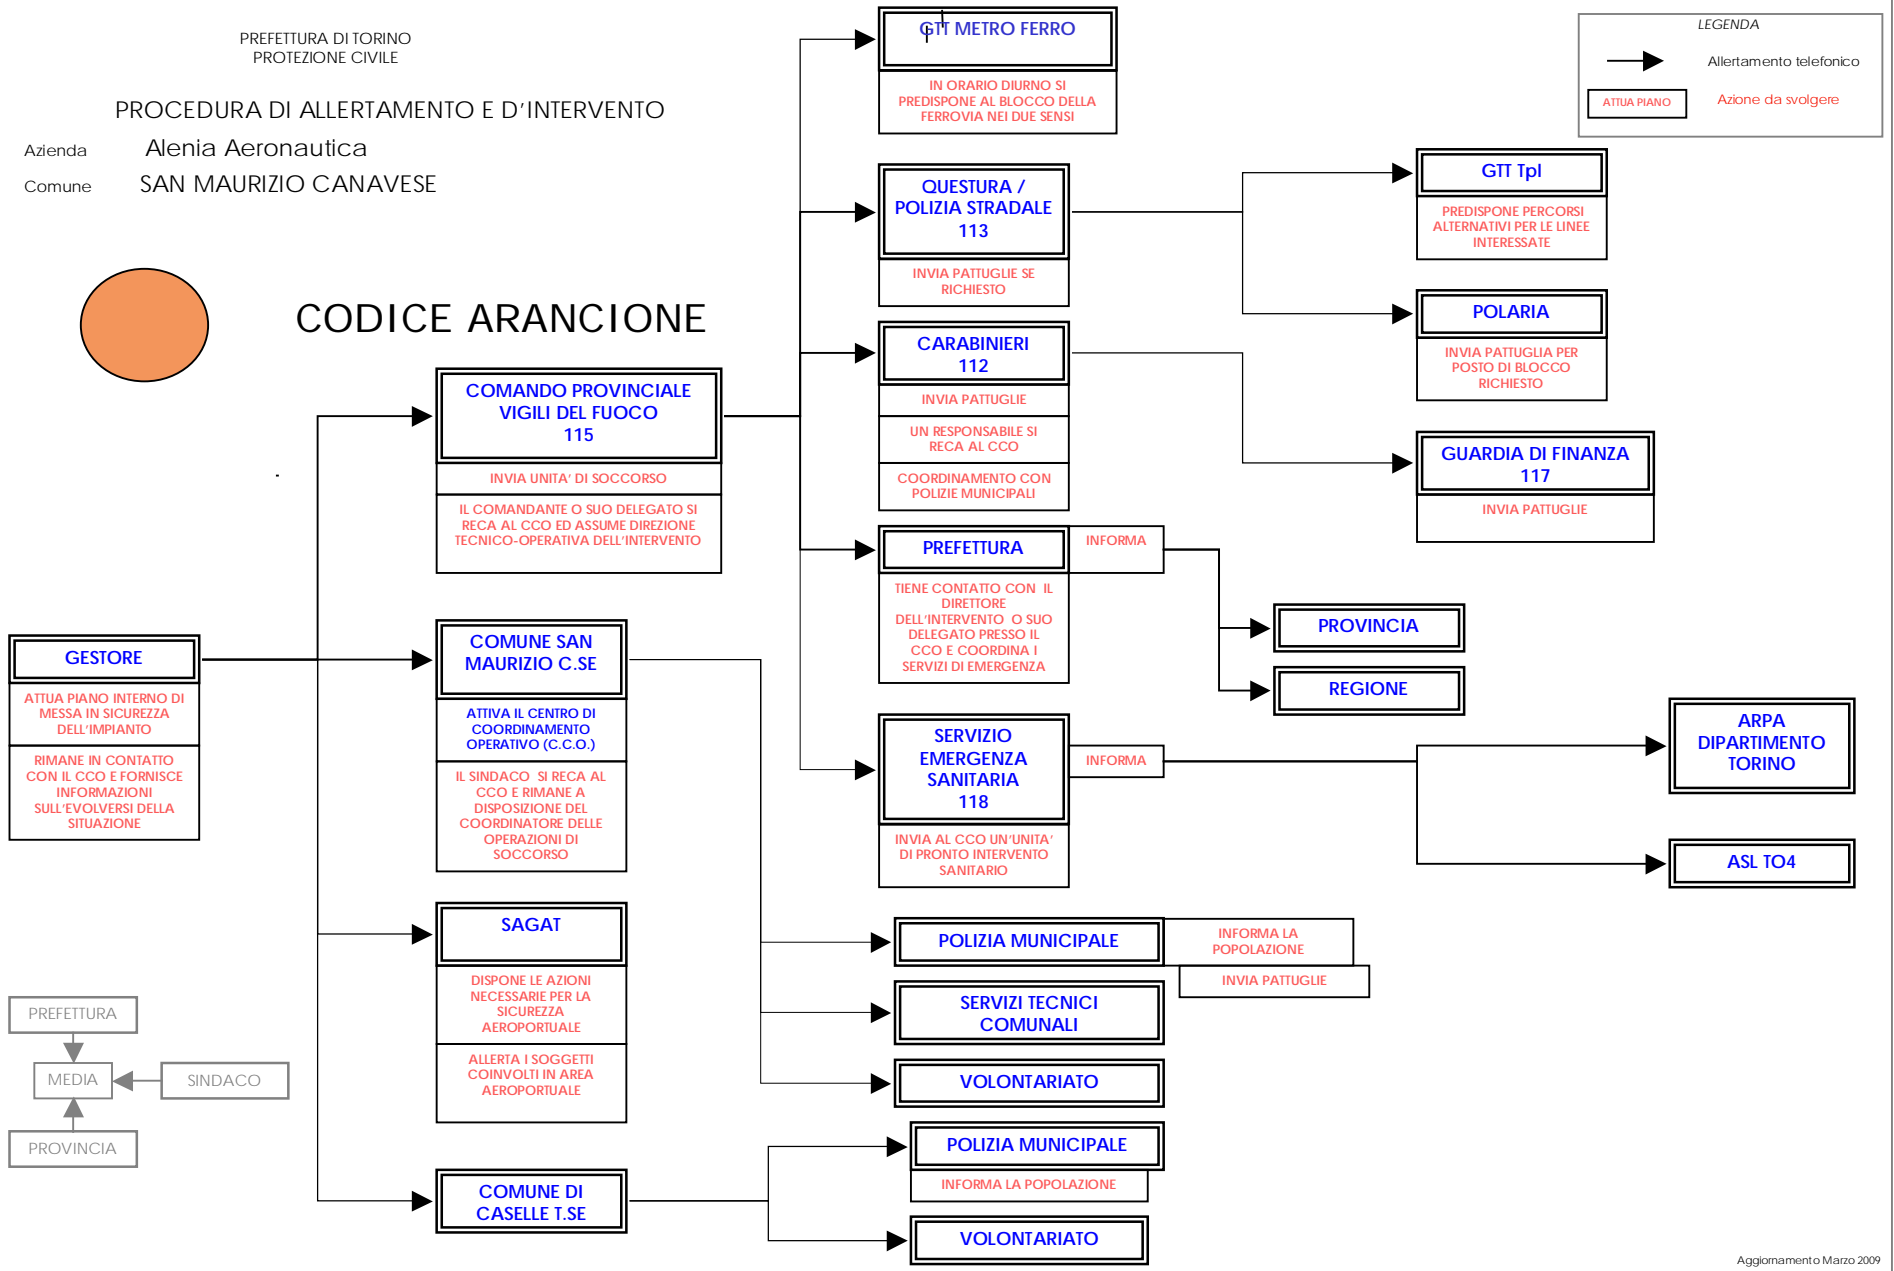 PREFETTURA DI TORINO
PROTEZIONE CIVILE
PROCEDURA DI ALLERTAMENTO E D'INTERVENTO
Azienda Alenia Aeronautica
Comune SAN MAURIZIO CANAVESE
CODICE ARANCIONE
LEGENDA
Allertamento telefonico
ATTUA PIANO
Azione da svolgere
GESTORE
ATTUA PIANO INTERNO DI
MESSA IN SICUREZZA
DELL'IMPIANTO
RIMANE IN CONTATTO
CON IL CCO E FORNISCE
INFORMAZIONI
SULL'EVOLVERSI DELLA
SITUAZIONE
PREFETTURA
MEDIA
SINDACO
PROVINCIA
COMANDO PROVINCIALE
VIGILI DEL FUOCO
115
INVIA UNITA' DI SOCCORSO
IL COMANDANTE O SUO DELEGATO SI
RECA AL CCO ED ASSUME DIREZIONE
TECNICO-OPERATIVA DELL'INTERVENTO
COMUNE SAN
MAURIZIO C.SE
ATTIVA IL CENTRO DI
COORDINAMENTO
OPERATIVO (C.C.O.)
IL SINDACO SI RECA AL
CCO E RIMANE A
DISPOSIZIONE DEL
COORDINATORE DELLE
OPERAZIONI DI
SOCCORSO
SAGAT
DISPONE LE AZIONI
NECESSARIE PER LA
SICUREZZA
AEROPORTUALE
ALLERTA I SOGGETTI
COINVOLTI IN AREA
AEROPORTUALE
COMUNE DI
CASELLE T.SE
GTT METRO FERRO
IN ORARIO DIURNO SI
PREDISPONE AL BLOCCO DELLA
FERROVIA NEI DUE SENSI
QUESTURA /
POLIZIA STRADALE
113
INVIA PATTUGLIE SE
RICHIESTO
CARABINIERI
112
INVIA PATTUGLIE
UN RESPONSABILE SI
RECA AL CCO
COORDINAMENTO CON
POLIZIE MUNICIPALI
PREFETTURA
INFORMA
TIENE CONTATTO CON IL
DIRETTORE
DELL'INTERVENTO O SUO
DELEGATO PRESSO IL
CCO E COORDINA I
SERVIZI DI EMERGENZA
SERVIZIO
EMERGENZA
SANITARIA
118
INFORMA
INVIA AL CCO UN'UNITA'
DI PRONTO INTERVENTO
SANITARIO
POLIZIA MUNICIPALE
INFORMA LA
POPOLAZIONE
INVIA PATTUGLIE
SERVIZI TECNICI
COMUNALI
VOLONTARIATO
POLIZIA MUNICIPALE
INFORMA LA POPOLAZIONE
VOLONTARIATO
GTT Tpl
PREDISPONE PERCORSI
ALTERNATIVI PER LE LINEE
INTERESSATE
POLARIA
INVIA PATTUGLIA PER
POSTO DI BLOCCO
RICHIESTO
GUARDIA DI FINANZA
117
INVIA PATTUGLIE
PROVINCIA
REGIONE
ARPA
DIPARTIMENTO
TORINO
ASL TO4
Aggiornamento Marzo 2009